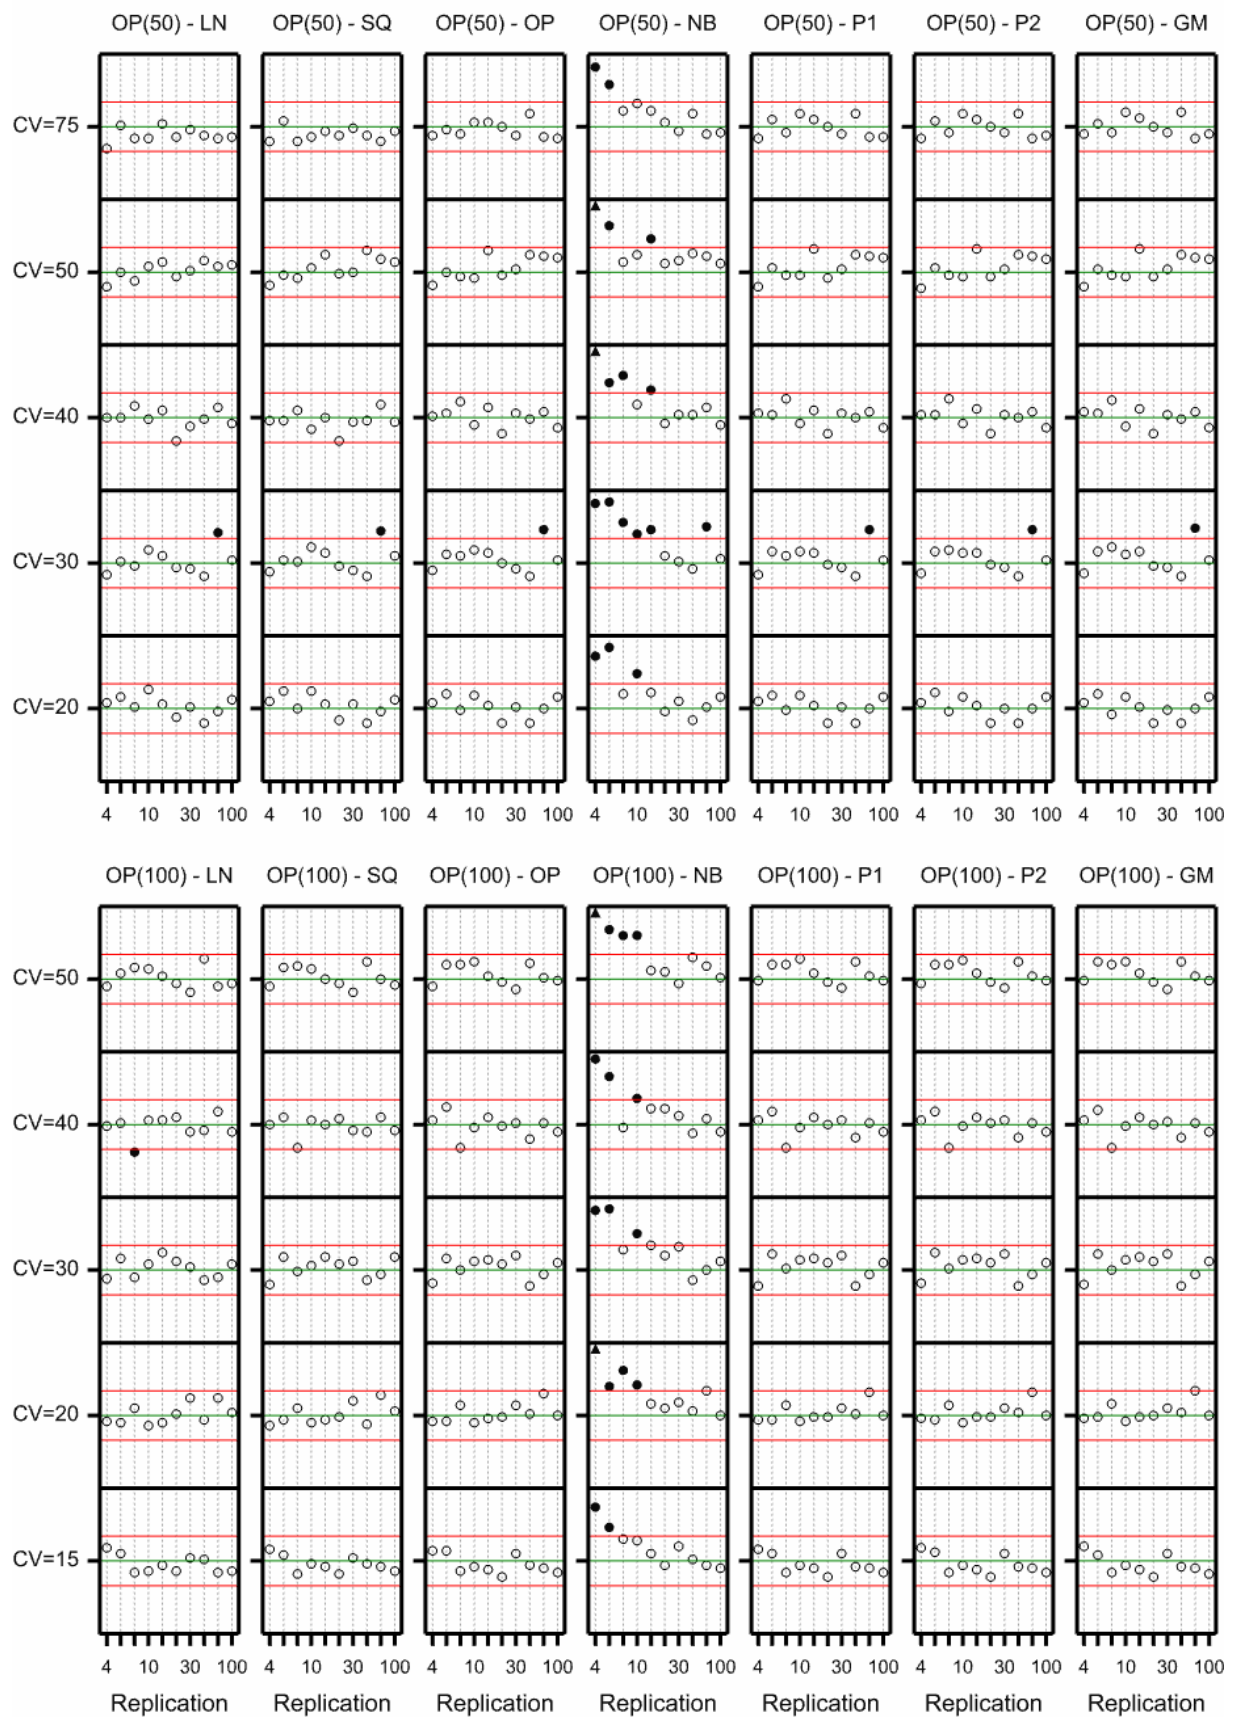 OP(50) - LN OP(50) - SQ OP(50) - OP OP(50) - NB OP(50) - P1 OP(50) - P2 OP(50) - GM
CV=75
CV=50
CV=40
CV=30
CV=20
4 10 30 100 4 10 30 100 4 10 30 100 4 10 30 100 4 10 30 100 4 10 30 100 4 10 30 100
OP(100) - LN OP(100) - SQ OP(100) - OP OP(100) - NB OP(100) - P1 OP(100) - P2 OP(100) - GM
CV=50
CV=40
CV=30
CV=20
CV=15
4 10 30 100 4 10 30 100 4 10 30 100 4 10 30 100 4 10 30 100 4 10 30 100 4 10 30 100
Replication Replication Replication Replication Replication Replication Replication